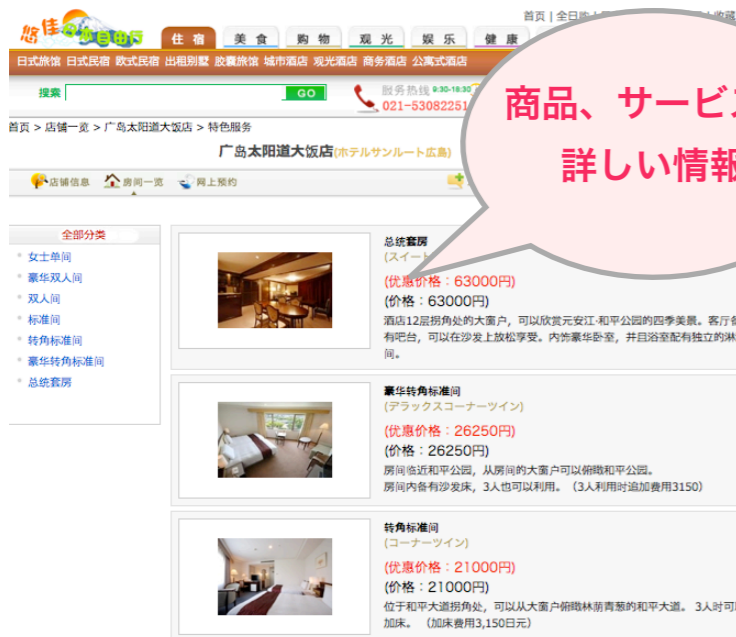 首页 | 全日
悠佳日本自由行
住 宿 美 食 购 物 观 光 娱 乐 健 康
日式旅馆 日式民宿 欧式民宿 出租别墅 胶囊旅馆 城市酒店 观光酒店 商务酒店 公寓式酒店
搜索 GO 服务热线 9:30-18:30
021-53082251
首页 > 店铺一览 > 广岛太阳道大饭店 > 特色服务
广岛太阳道大饭店(ホテルサンルート広島)
店铺信息 房间一览 网上预约
商品、サービス
詳しい情報
全部分类
女士单间
豪华双人间
双人间
标准间
转角标准间
豪华转角标准间
总统套房
总统套房
(スイート
(优惠价格：63000円)
(价格：63000円)
酒店12层拐角处的大窗户，可以欣赏元安江·和平公园的四季美景。客厅备
有吧台，可以在沙发上放松享受。内饰豪华卧室，并且浴室配有独立的淋
间。
豪华转角标准间
(デラックスコーナーツイン)
(优惠价格：26250円)
(价格：26250円)
房间临近和平公园，从房间的大窗户可以俯瞰和平公园。
房间内备有沙发床，3人也可以利用。（3人利用时追加费用3150）
转角标准间
(コーナーツイン)
(优惠价格：21000円)
(价格：21000円)
位于和平大道拐角处，可以从大窗户俯瞰林荫青葱的和平大道。 3人时可以
加床。（加床费用3,150日元）